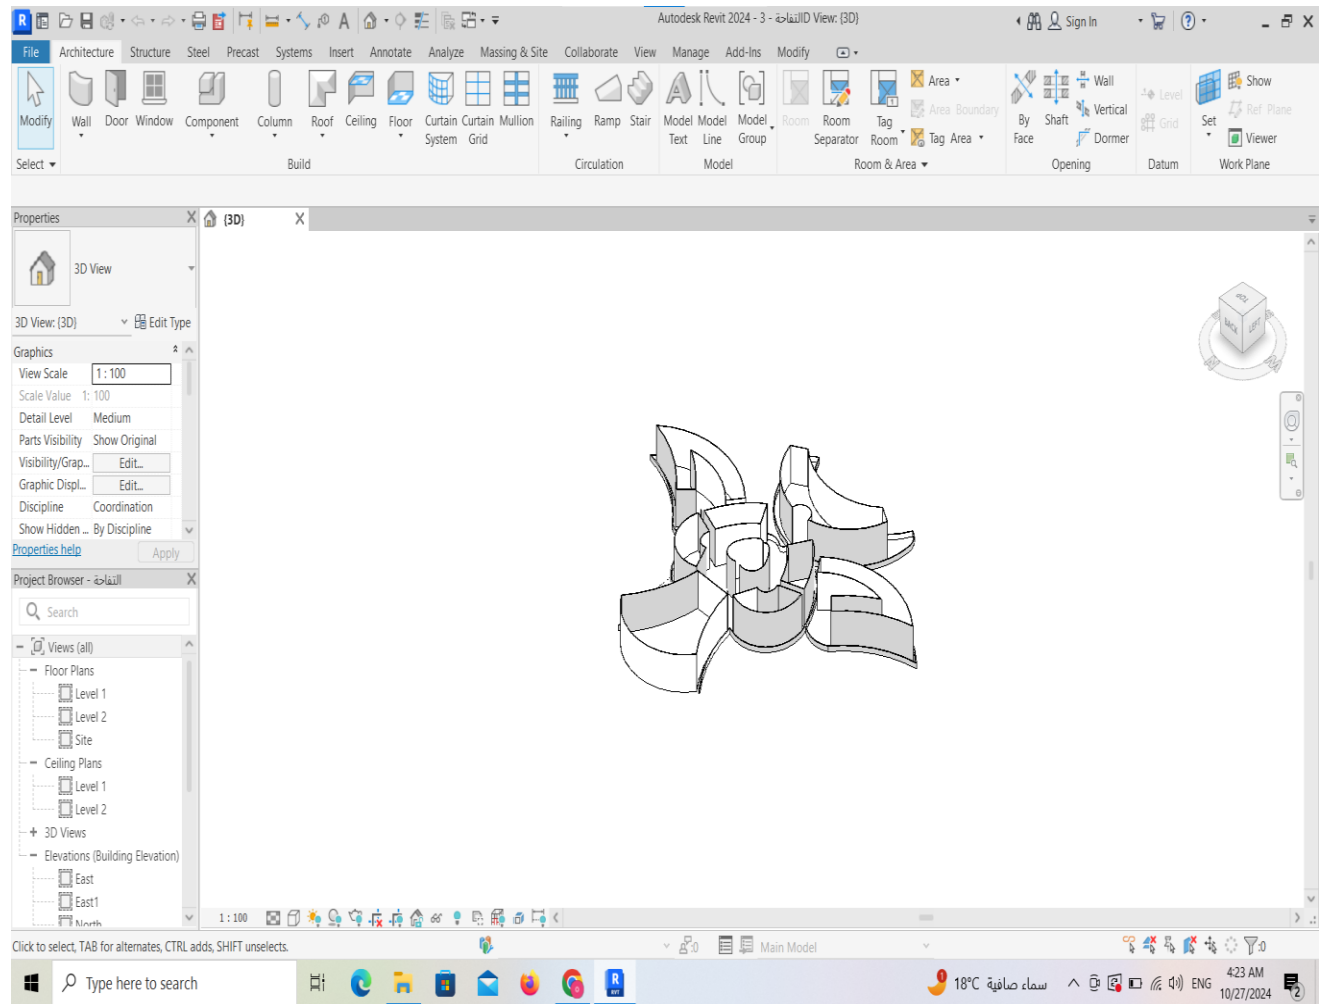 Autodesk Revit 2024 - 3 - التفاحةD View: {3D}
Sign In
File Architecture Structure Steel Precast Systems Insert Annotate Analyze Massing & Site Collaborate View Manage Add-Ins Modify
Modify Wall Door Window Component Column Roof Ceiling Floor Curtain System Curtain Grid Mullion Railing Ramp Stair Model Text Model Line Model Group Room Room Separator Tag Room
Area
Area Boundary
Tag Area
By Face Shaft
Wall
Vertical
Dormer
Level
Grid
Set
Show
Ref Plane
Viewer
Select Build Circulation Model Room & Area Opening Datum Work Plane
Properties
{3D}
3D View
3D View: {3D} Edit Type
Graphics
View Scale 1 : 100
Scale Value 1: 100
Detail Level Medium
Parts Visibility Show Original
Visibility/Grap... Edit...
Graphic Displ... Edit...
Discipline Coordination
Show Hidden ... By Discipline
Properties help Apply
TOP
BACK LEFT
Project Browser - التفاحة
Search
Views (all)
Floor Plans
Level 1
Level 2
Site
Ceiling Plans
Level 1
Level 2
3D Views
Elevations (Building Elevation)
East
East1
North
1 : 100
Click to select, TAB for alternates, CTRL adds, SHIFT unselects.
:0
Main Model
:0
Type here to search
18°C سماء صافية
ENG
4:23 AM
10/27/2024